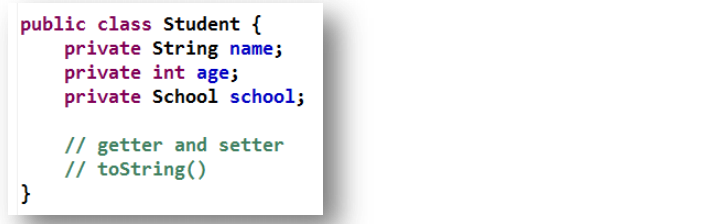 public class Student {
    private String name;
    private int age;
    private School school;

    // getter and setter
    // toString()
}